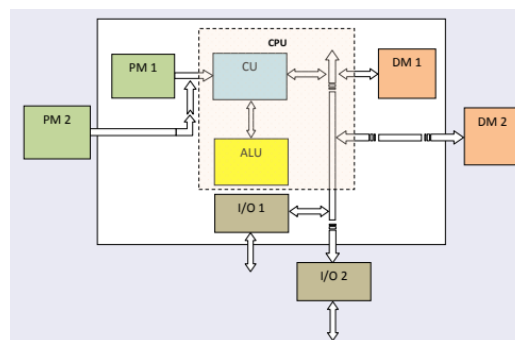 CPU
PM 1
CU
DM 1
PM 2
DM 2
ALU
I/O 1
I/O 2